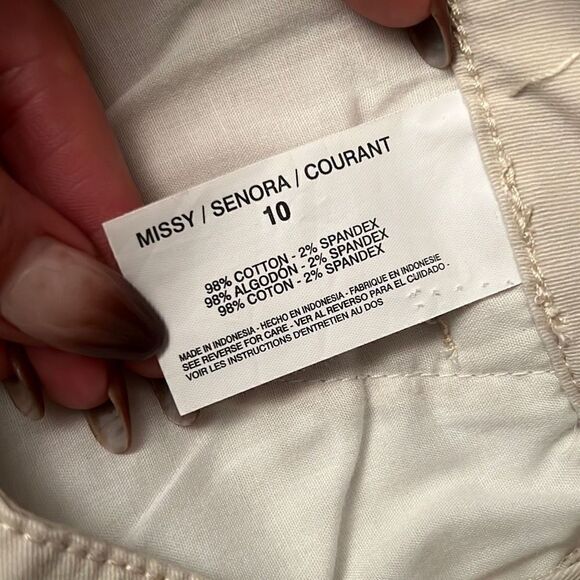 MISSY / SENORA / COURANT
10
98% COTTON - 2% SPANDEX
98% ALGODÓN - 2% SPANDEX
98% COTON - 2% SPANDEX
MADE IN INDONESIA - HECHO EN INDONESIA - FABRIQUE EN INDONESIE
SEE REVERSE FOR CARE - VER AL REVERSO PARA EL CUIDADO -
VOIR LES INSTRUCTIONS D'ENTRETIEN AU DOS